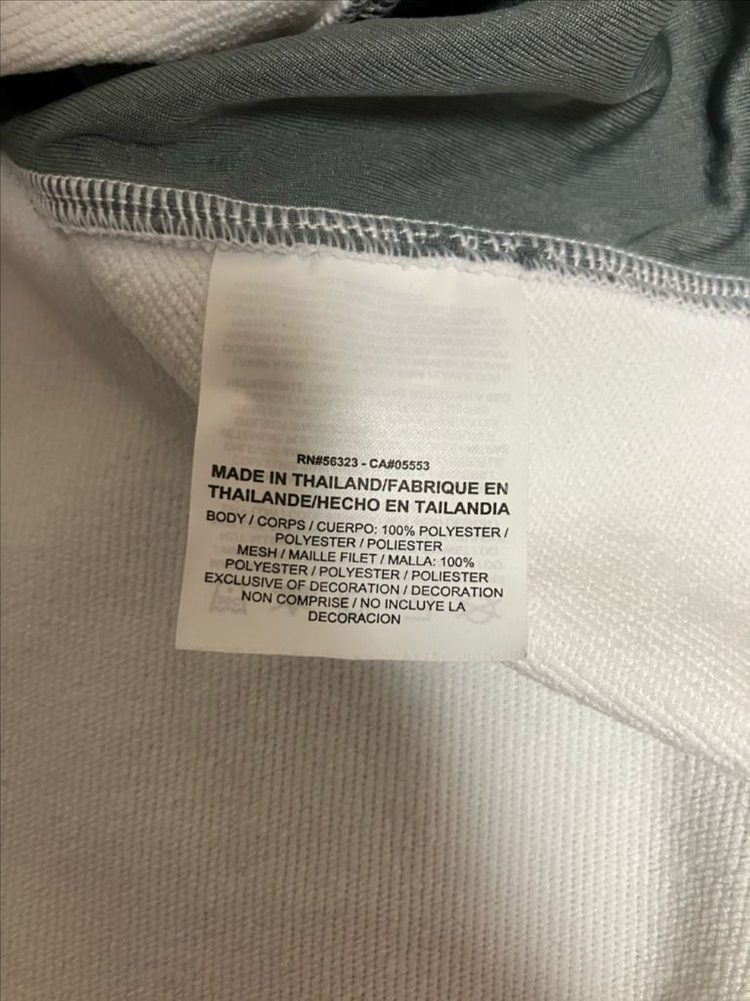 RN#56323 - CA#05553
MADE IN THAILAND/FABRIQUE EN
THAILANDE/HECHO EN TAILANDIA
BODY / CORPS / CUERPO: 100% POLYESTER /
POLYESTER / POLIESTER
MESH / MAILLE FILET / MALLA: 100%
POLYESTER / POLYESTER / POLIESTER
EXCLUSIVE OF DECORATION / DECORATION
NON COMPRISE / NO INCLUYE LA
DECORACION